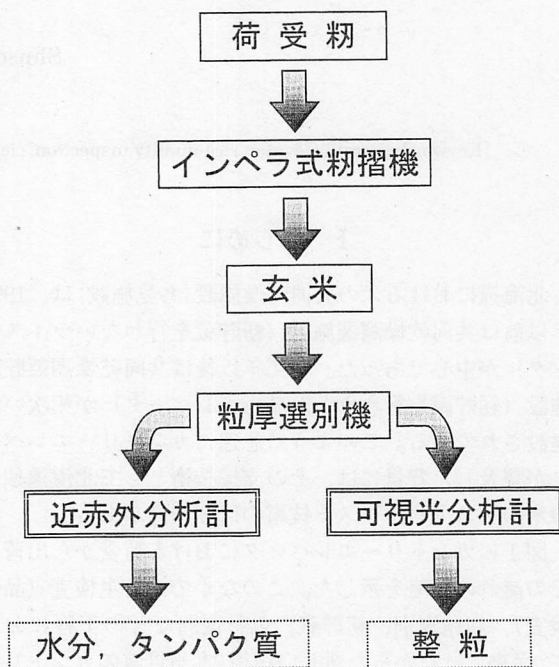 荷受籾
インペラ式籾摺機
玄米
粒厚選別機
近赤外分析計
可視光分析計
水分，タンパク質
整粒